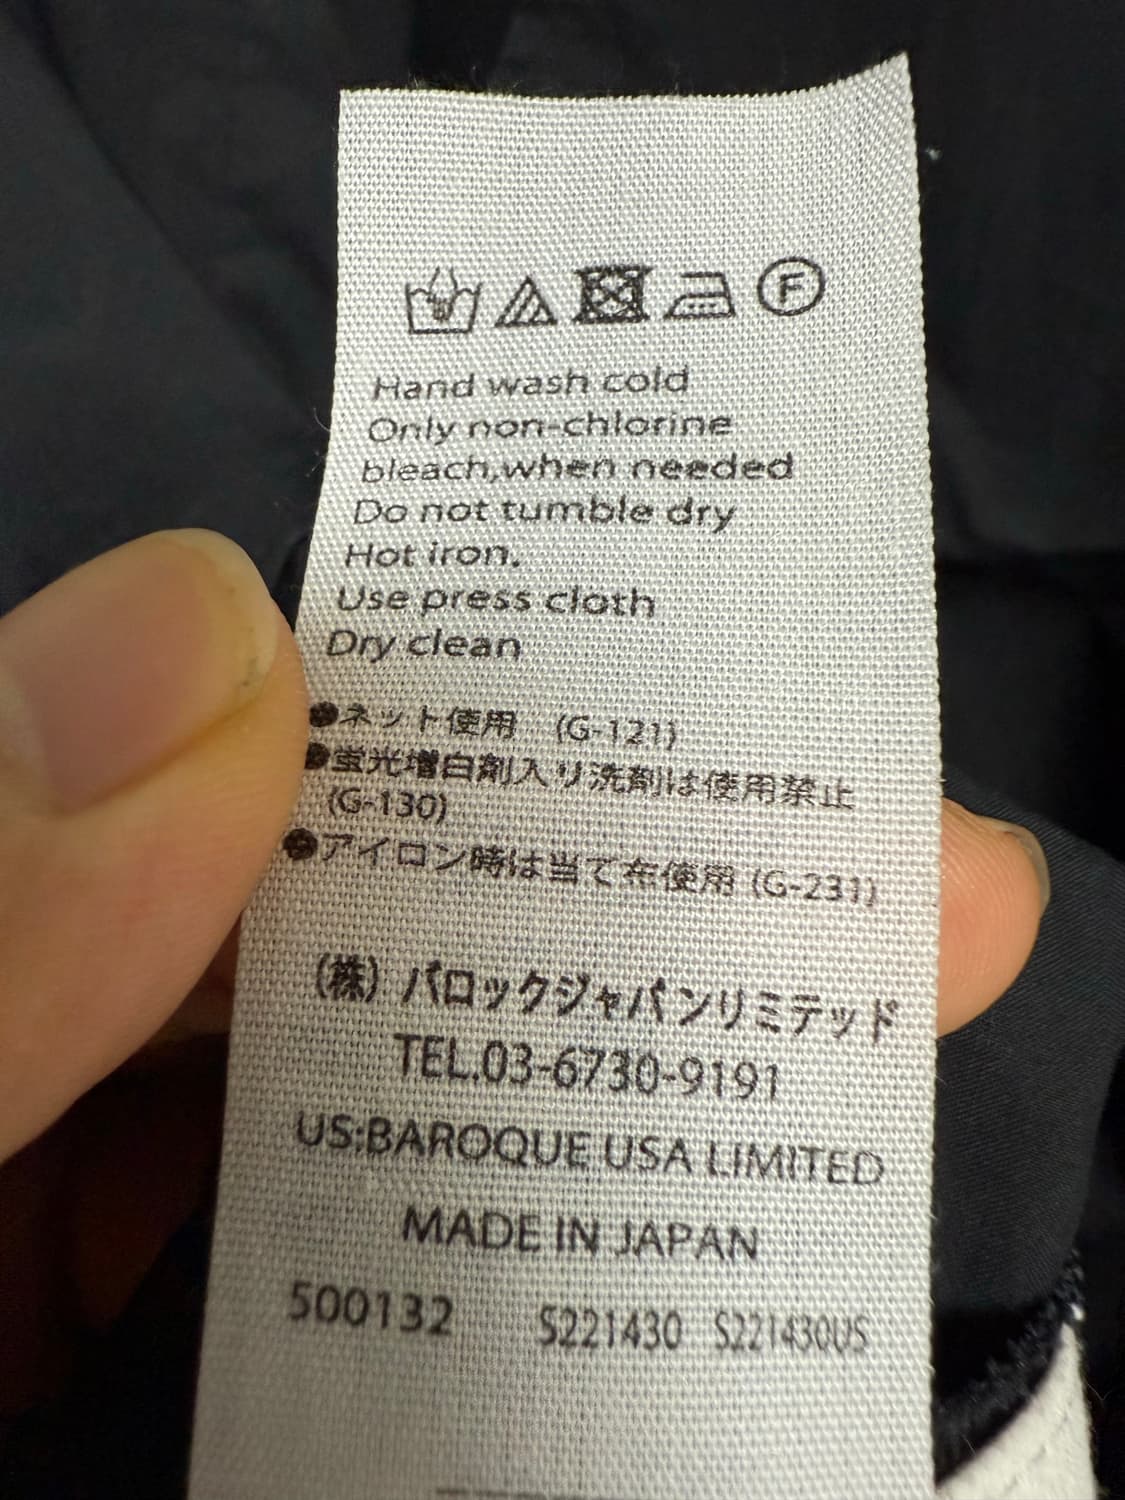 F
Hand wash cold
Only non-chlorine
bleach,when needed
Do not tumble dry
Hot iron.
Use press cloth
Dry clean
●ネット使用 (G-121)
●蛍光増白剤入り洗剤は使用禁止
(G-130)
●アイロン時は当て布使用 (G-231)
(株) バロックジャパンリミテッド
TEL.03-6730-9191
US:BAROQUE USA LIMITED
MADE IN JAPAN
500132 S221430 S221430US